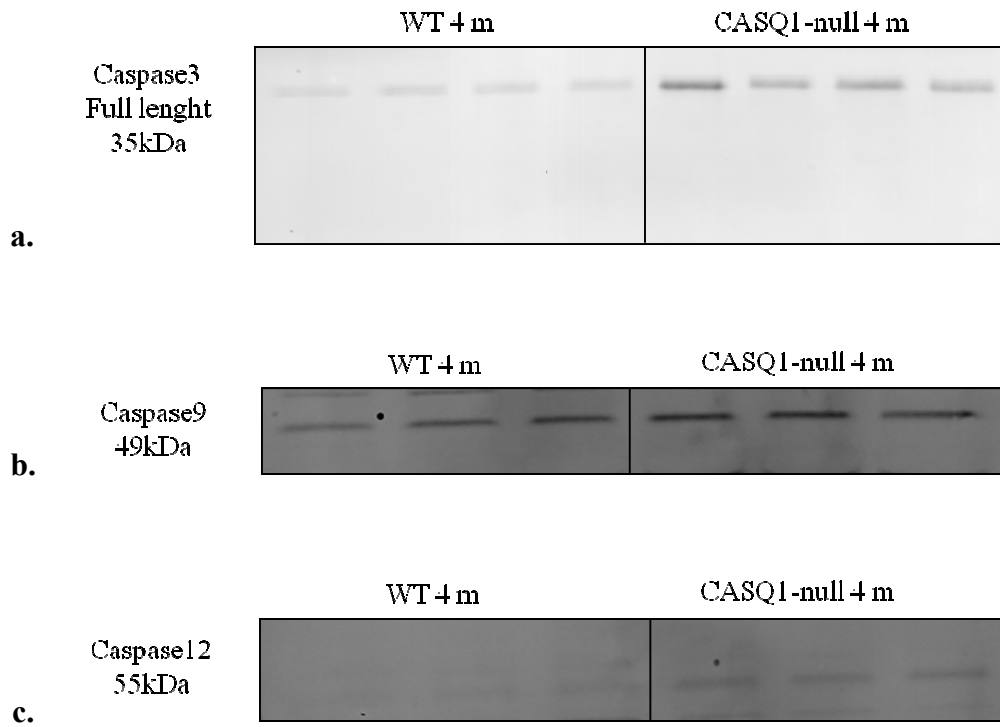 WT 4 m CASQ1-null 4 m
Caspase3
Full lenght
35kDa
a.
WT 4 m CASQ1-null 4 m
Caspase9
49kDa
b.
WT 4 m CASQ1-null 4 m
Caspase12
55kDa
c.